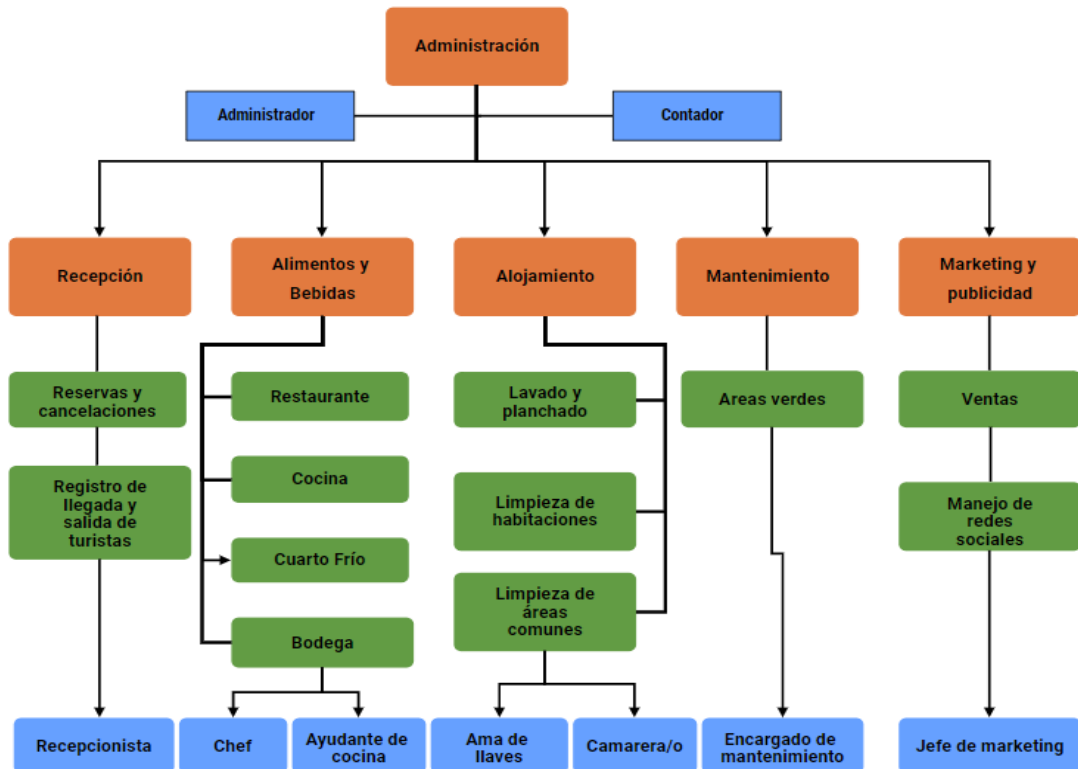 Administración
Administrador
Contador
Recepción
Alimentos y
Bebidas
Alojamiento
Mantenimiento
Marketing y
publicidad
Reservas y
cancelaciones
Restaurante
Lavado y
planchado
Areas verdes
Ventas
Registro de
llegada y
salida de
turistas
Cocina
Limpieza de
habitaciones
Manejo de
redes
sociales
Cuarto Frío
Limpieza de
áreas
comunes
Bodega
Recepcionista
Chef
Ayudante de
cocina
Ama de
llaves
Camarera/o
Encargado de
mantenimiento
Jefe de marketing